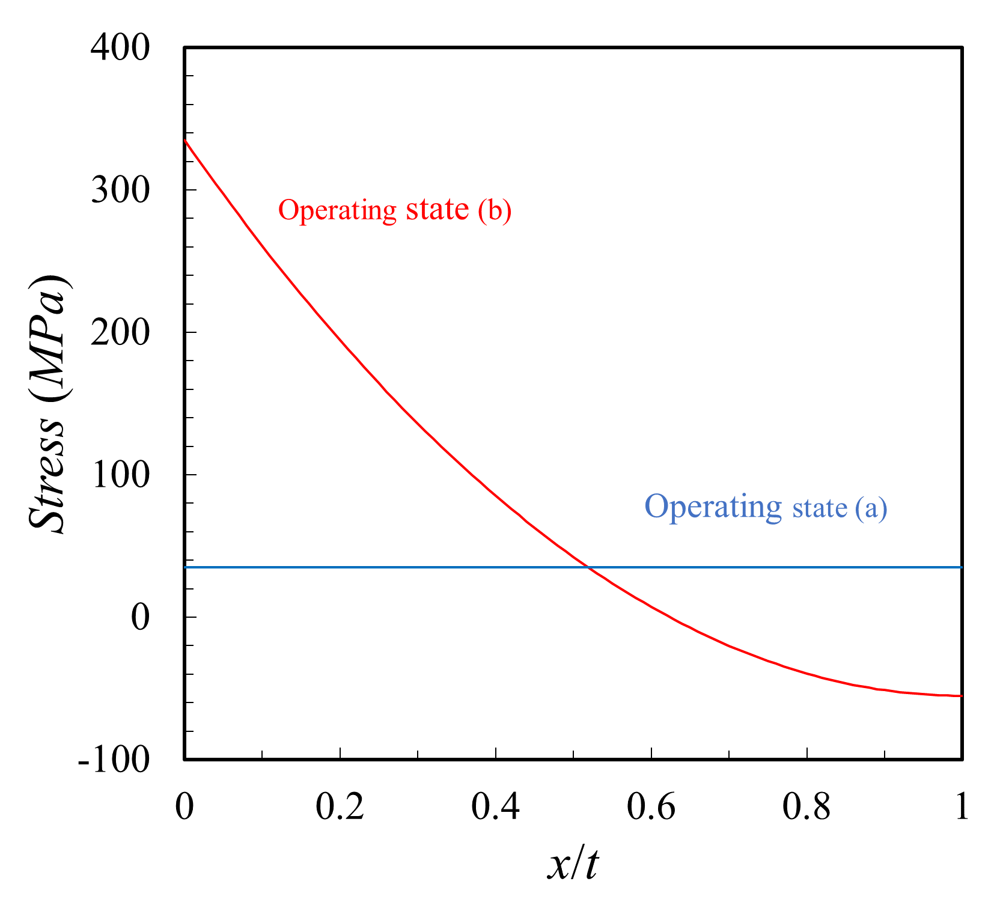 400
300
Operating state (b)
200
Stress (MPa)
100
Operating state (a)
0
-100
0 0.2 0.4 0.6 0.8 1
x/t